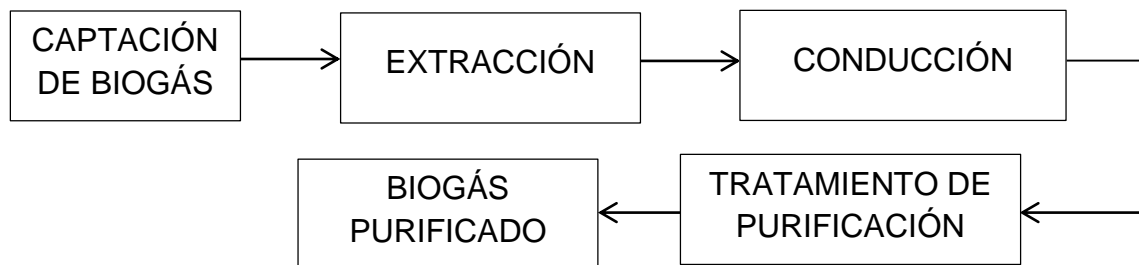 CAPTACIÓN
DE BIOGÁS
EXTRACCIÓN
CONDUCCIÓN
BIOGÁS
PURIFICADO
TRATAMIENTO DE
PURIFICACIÓN